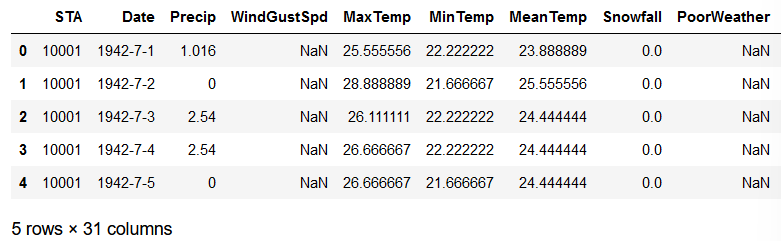 STA Date Precip WindGustSpd MaxTemp MinTemp MeanTemp Snowfall PoorWeather
0 10001 1942-7-1 1.016 NaN 25.555556 22.222222 23.888889 0.0 NaN
1 10001 1942-7-2 0 NaN 28.888889 21.666667 25.555556 0.0 NaN
2 10001 1942-7-3 2.54 NaN 26.111111 22.222222 24.444444 0.0 NaN
3 10001 1942-7-4 2.54 NaN 26.666667 22.222222 24.444444 0.0 NaN
4 10001 1942-7-5 0 NaN 26.666667 21.666667 24.444444 0.0 NaN
5 rows × 31 columns